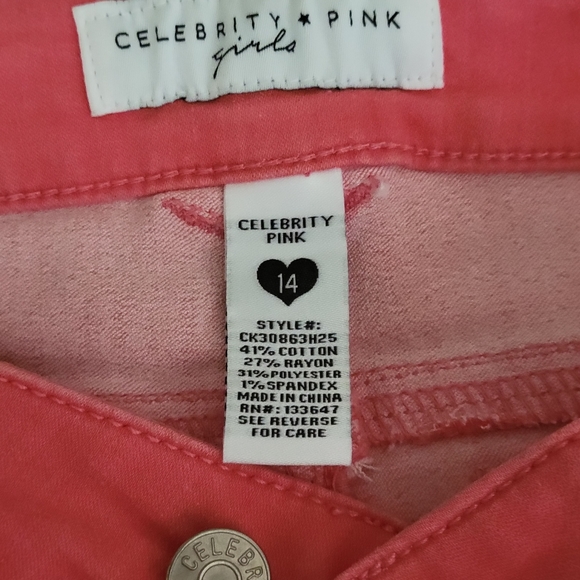 CELEBRITY ★ PINK
girls
CELEBRITY
PINK
14
STYLE#:
CK30863H25
41% COTTON
27% RAYON
31% POLYESTER
1% SPANDEX
MADE IN CHINA
RN#: 133647
SEE REVERSE
FOR CARE
CELEBR